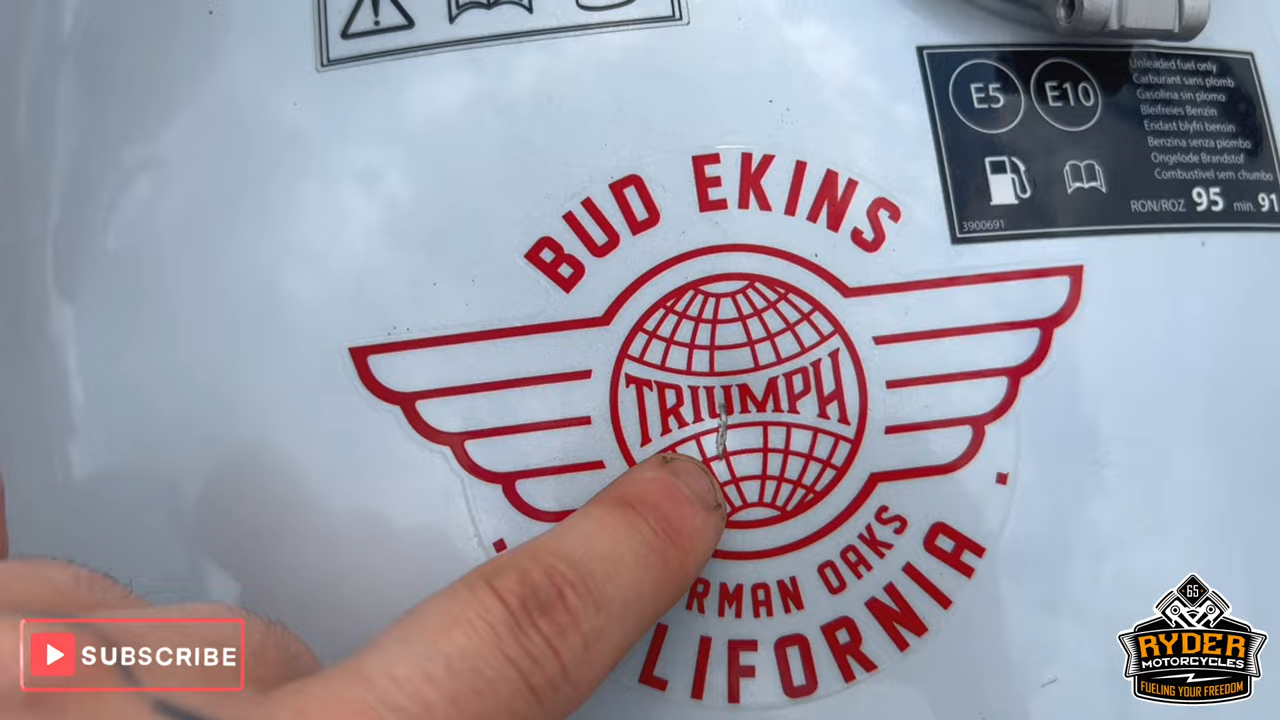 E5 E10
Unleaded fuel only
Carburant sans plomb
Gasolina sin plomo
Bleifreies Benzin
Eridast blyfri bensin
Benzina senza piombo
Ongelode Brandstof
Combustível sem chumbo
RON/ROZ 95 min. 91
3900691
BUD EKINS
TRIUMPH
RMAN OAKS
LIFORNIA
SUBSCRIBE
65
RYDER
MOTORCYCLES
FUELING YOUR FREEDOM